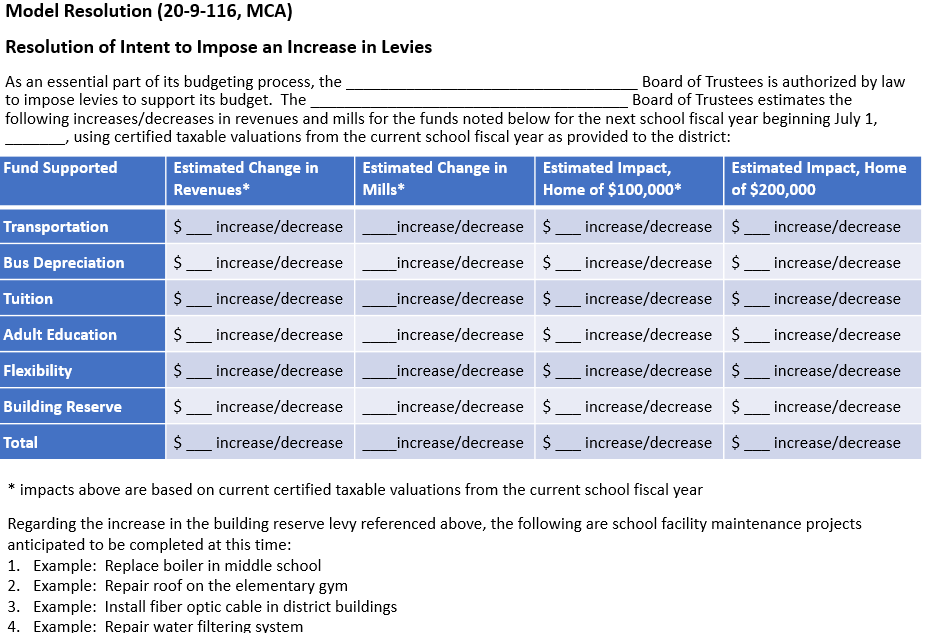 Model Resolution (20-9-116, MCA)
Resolution of Intent to Impose an Increase in Levies
As an essential part of its budgeting process, the ____________________________________ Board of Trustees is authorized by law
to impose levies to support its budget.  The _______________________________________ Board of Trustees estimates the
following increases/decreases in revenues and mills for the funds noted below for the next school fiscal year beginning July 1,
_______, using certified taxable valuations from the current school fiscal year as provided to the district:
Fund Supported Estimated Change in Revenues* Estimated Change in Mills* Estimated Impact, Home of $100,000* Estimated Impact, Home of $200,000
Transportation $ ___ increase/decrease ____increase/decrease $ ___ increase/decrease $ ___ increase/decrease
Bus Depreciation $ ___ increase/decrease ____increase/decrease $ ___ increase/decrease $ ___ increase/decrease
Tuition $ ___ increase/decrease ____increase/decrease $ ___ increase/decrease $ ___ increase/decrease
Adult Education $ ___ increase/decrease ____increase/decrease $ ___ increase/decrease $ ___ increase/decrease
Flexibility $ ___ increase/decrease ____increase/decrease $ ___ increase/decrease $ ___ increase/decrease
Building Reserve $ ___ increase/decrease ____increase/decrease $ ___ increase/decrease $ ___ increase/decrease
Total $ ___ increase/decrease ____increase/decrease $ ___ increase/decrease $ ___ increase/decrease
* impacts above are based on current certified taxable valuations from the current school fiscal year
Regarding the increase in the building reserve levy referenced above, the following are school facility maintenance projects
anticipated to be completed at this time:
1. Example:  Replace boiler in middle school
2. Example:  Repair roof on the elementary gym
3. Example:  Install fiber optic cable in district buildings
4. Example:  Repair water filtering system